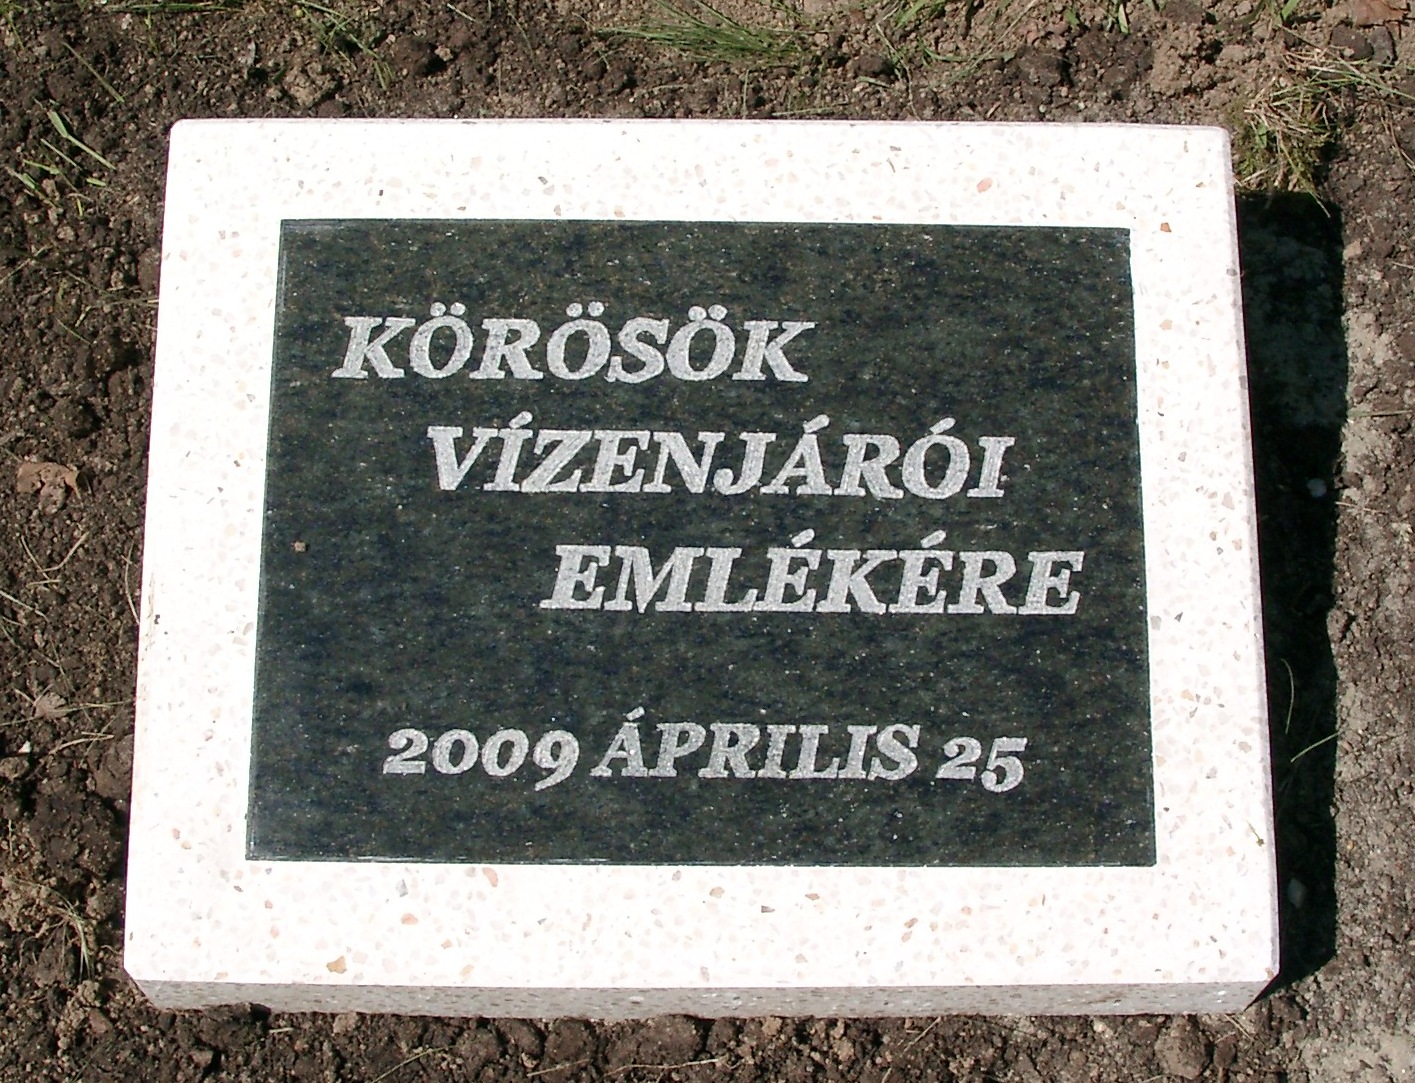 KÖRÖSÖK
VÍZENJÁRÓI
EMLÉKÉRE
2009 ÁPRILIS 25